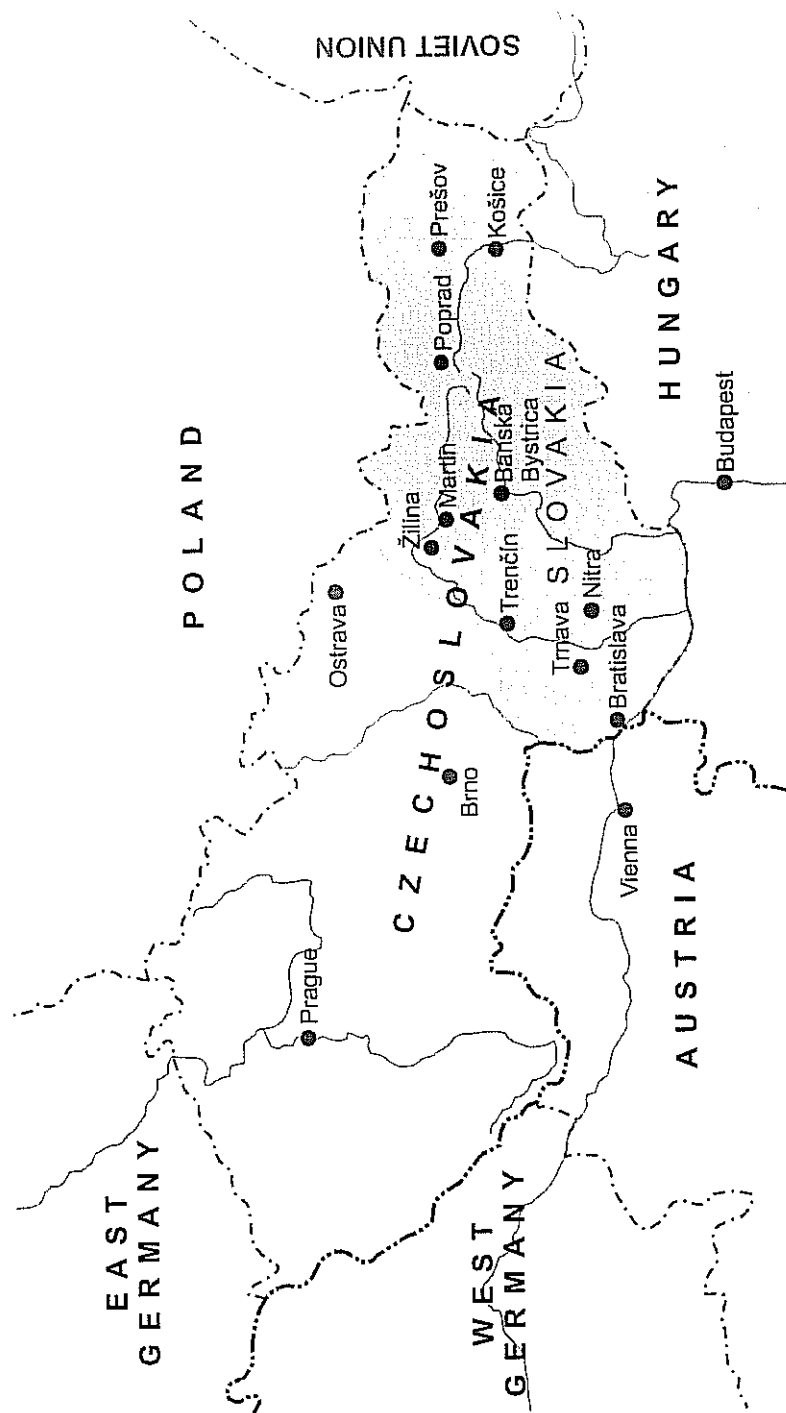 SOVIET UNION
POLAND
EAST
GERMANY
WEST
GERMANY
CZECHOSLOVAKIA
SLOVAKIA
AUSTRIA
HUNGARY
Prague
Ostrava
Brno
Žilina
Martin
Poprad
Prešov
Košice
Banska
Bystrica
Trenčín
Trnava
Nitra
Bratislava
Vienna
Budapest